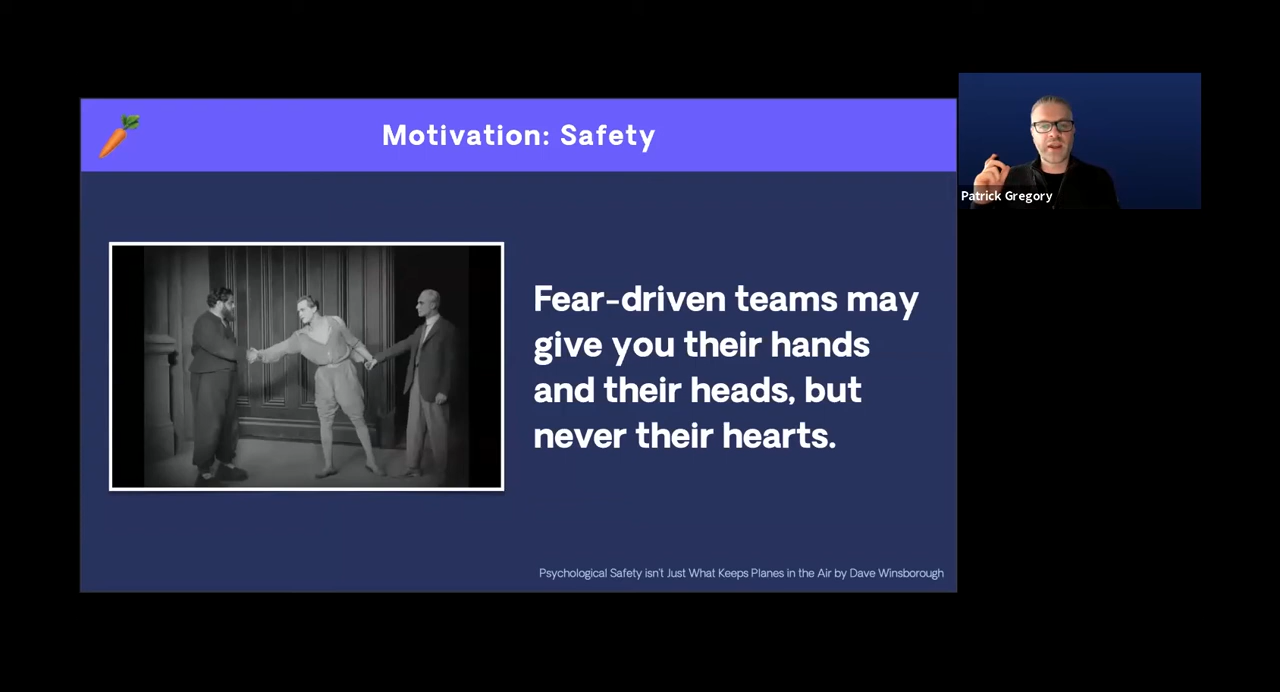 Motivation: Safety
Patrick Gregory
Fear-driven teams may
give you their hands
and their heads, but
never their hearts.
Psychological Safety isn't Just What Keeps Planes in the Air by Dave Winsborough